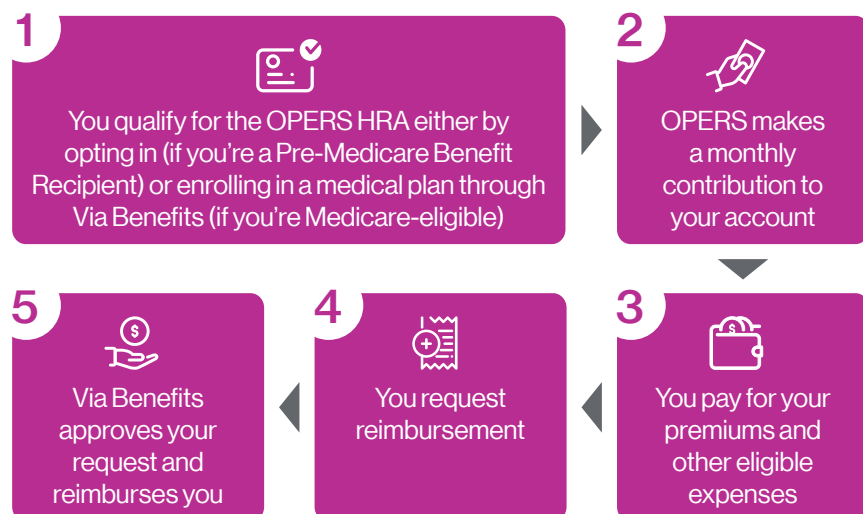 1
You qualify for the OPERS HRA either by
opting in (if you're a Pre-Medicare Benefit
Recipient) or enrolling in a medical plan through
Via Benefits (if you're Medicare-eligible)
2
OPERS makes
a monthly
contribution to
your account
3
$
You pay for your
premiums and
other eligible
expenses
4
You request
reimbursement
5
$
Via Benefits
approves your
request and
reimburses you